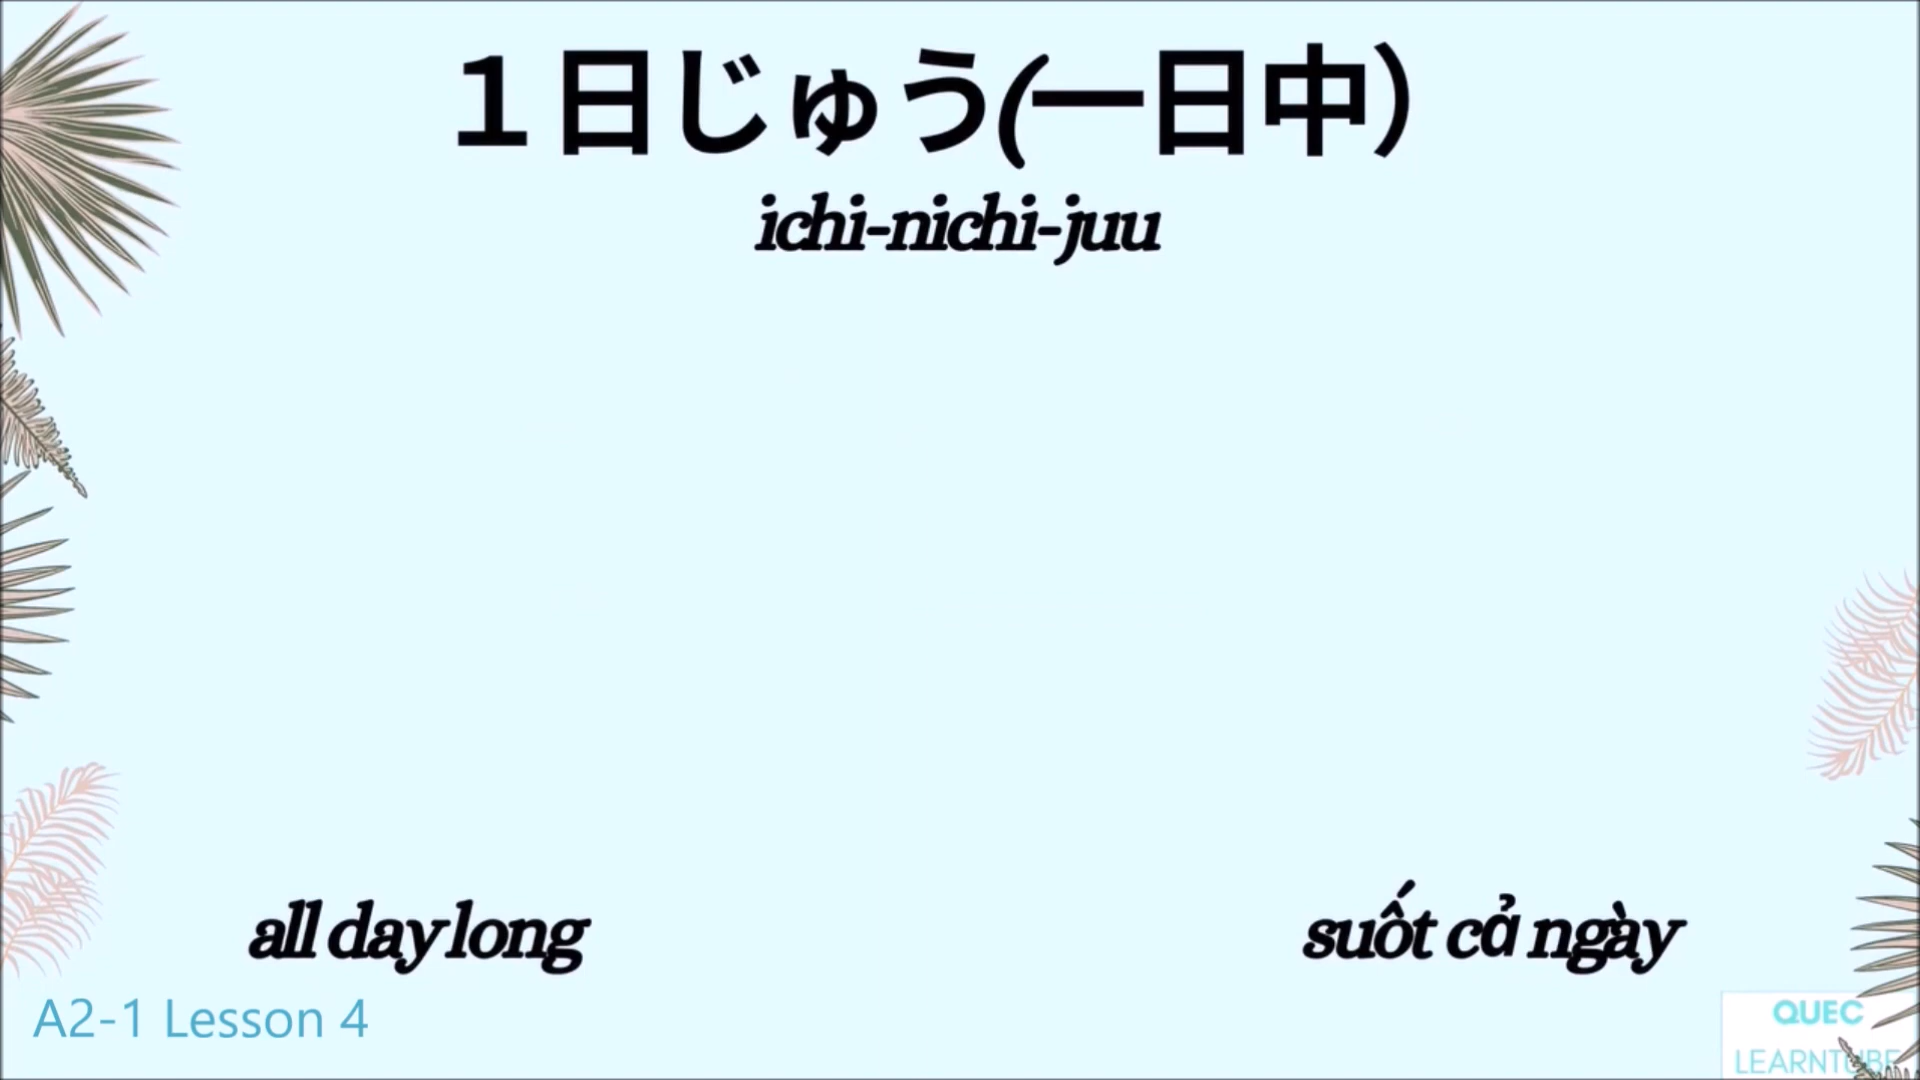 １日じゅう(一日中）
ichi-nichi-juu
all day long
suốt cả ngày
A2-1 Lesson 4
QUEC
LEARNTUBE